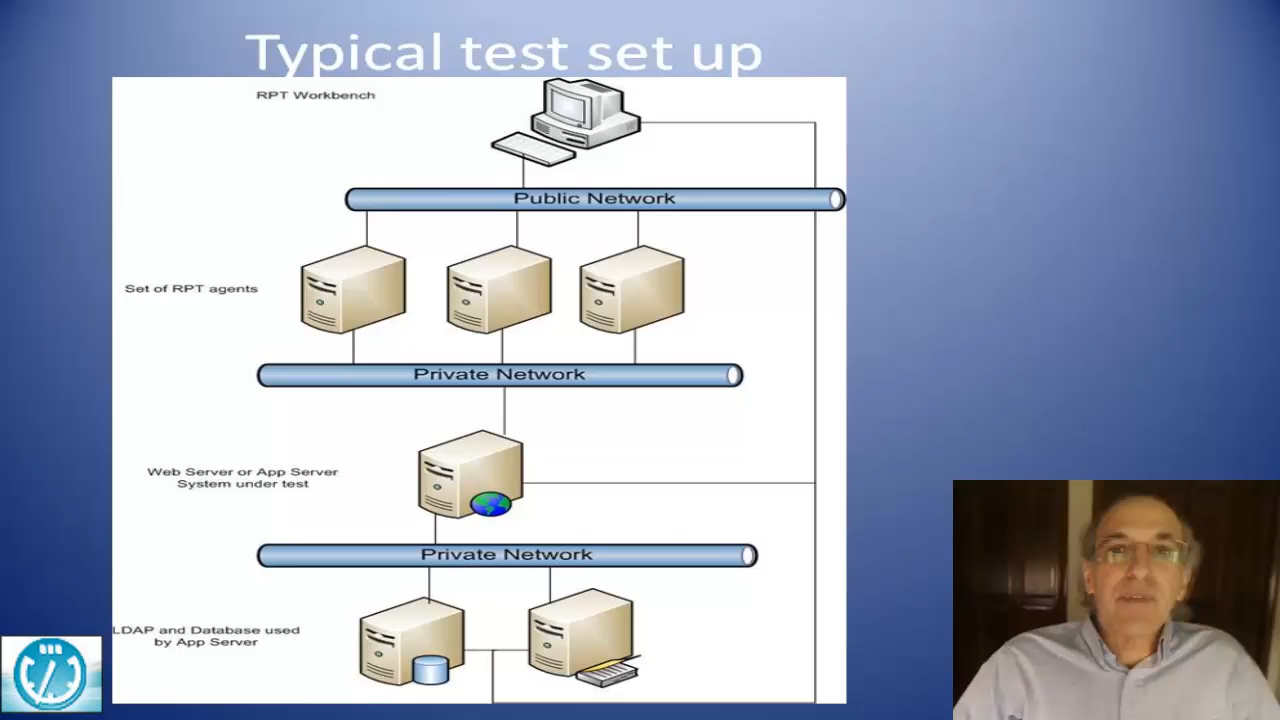 Typical test set up
RPT Workbench
Public Network
Set of RPT agents
Private Network
Web Server or App Server
System under test
Private Network
LDAP and Database used
by App Server